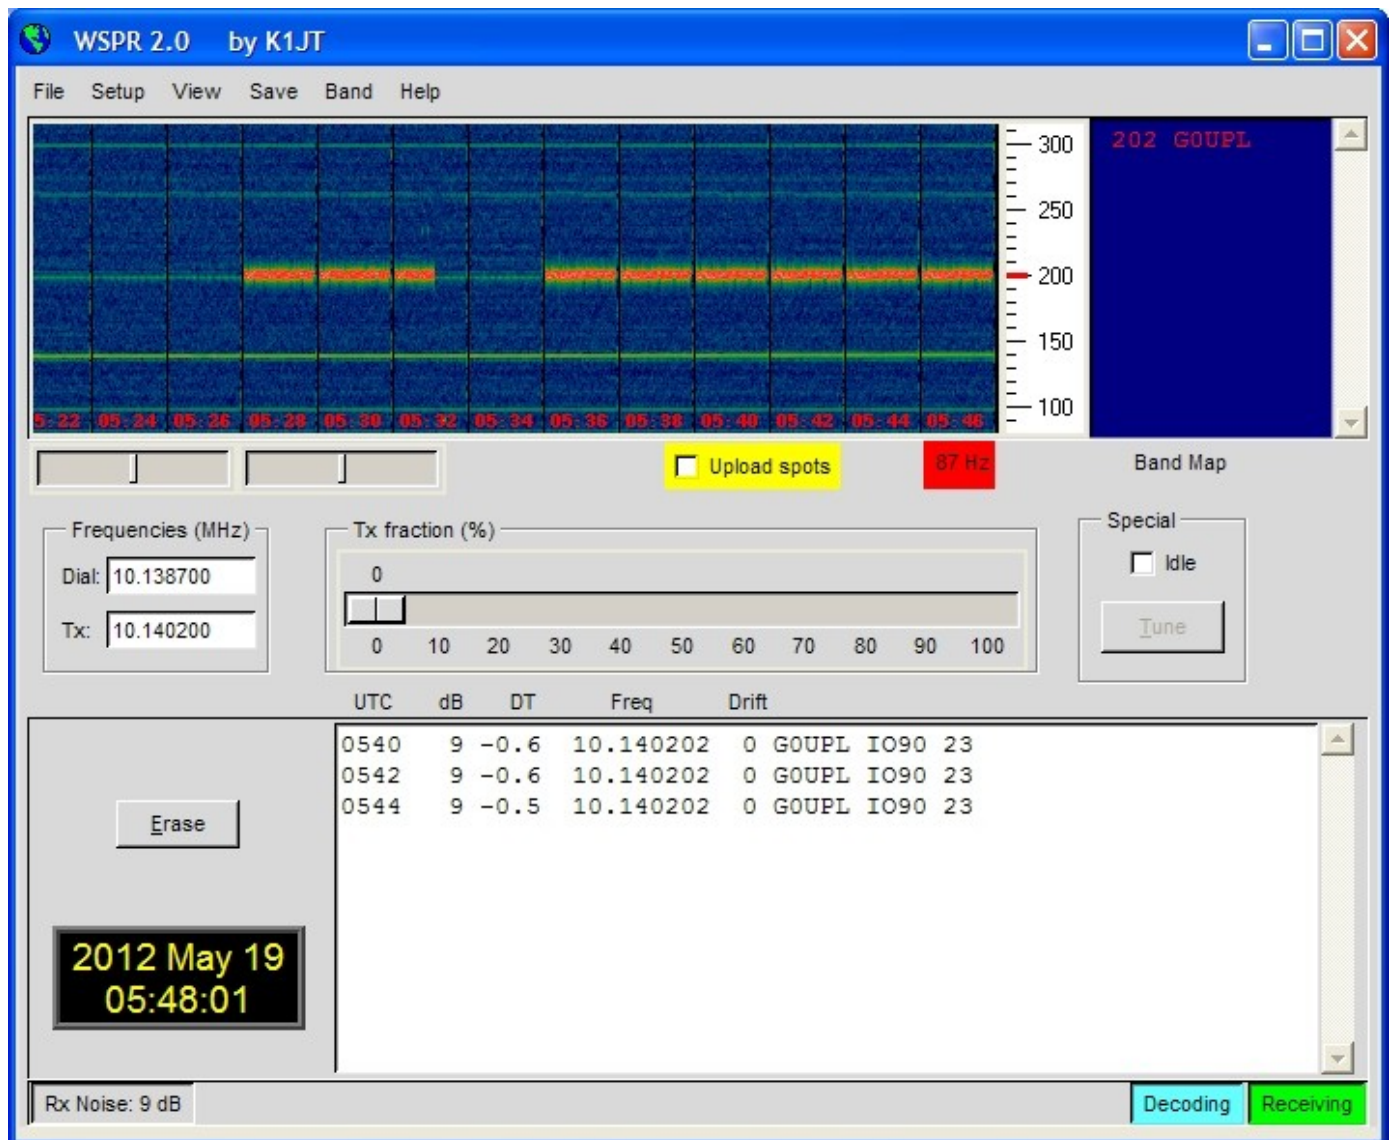 WSPR 2.0 by K1JT
File Setup View Save Band Help
300
250
200
150
100
202 G0UPL
5:22 05:24 05:26 05:28 05:30 05:32 05:34 05:36 05:38 05:40 05:42 05:44 05:46
Upload spots
87 Hz
Band Map
Frequencies (MHz)
Dial: 10.138700
Tx: 10.140200
Tx fraction (%)
0
0 10 20 30 40 50 60 70 80 90 100
Special
Idle
Tune
UTC dB DT Freq Drift
0540 9 -0.6 10.140202 0 G0UPL IO90 23
0542 9 -0.6 10.140202 0 G0UPL IO90 23
0544 9 -0.5 10.140202 0 G0UPL IO90 23
Erase
2012 May 19
05:48:01
Rx Noise: 9 dB
Decoding
Receiving